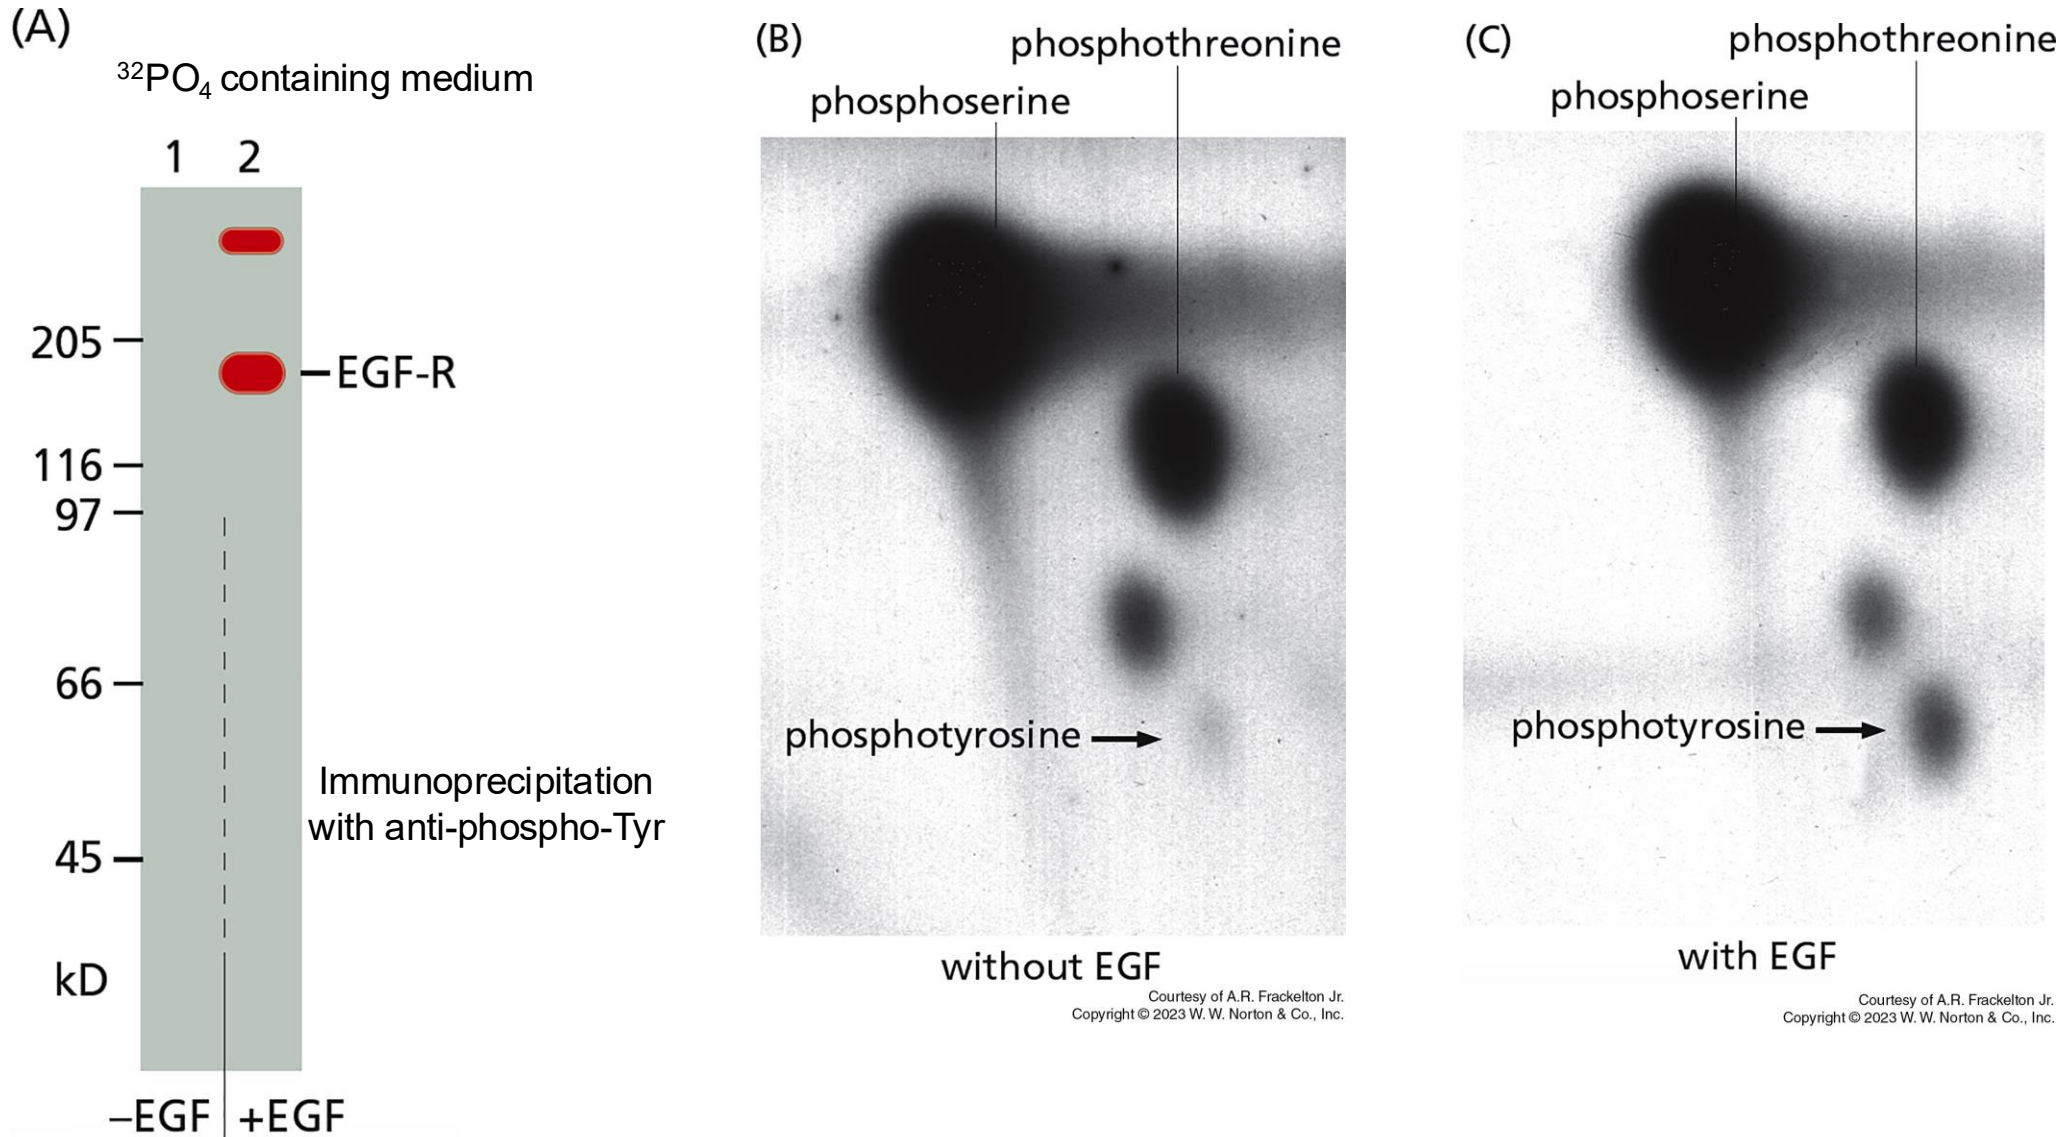 (A)
³²PO₄ containing medium
1 2
205
EGF-R
116
97
66
Immunoprecipitation
with anti-phospho-Tyr
45
kD
–EGF +EGF
(B)
phosphothreonine
phosphoserine
phosphotyrosine
without EGF
Courtesy of A.R. Frackelton Jr.
Copyright © 2023 W. W. Norton & Co., Inc.
(C)
phosphothreonine
phosphoserine
phosphotyrosine
with EGF
Courtesy of A.R. Frackelton Jr.
Copyright © 2023 W. W. Norton & Co., Inc.